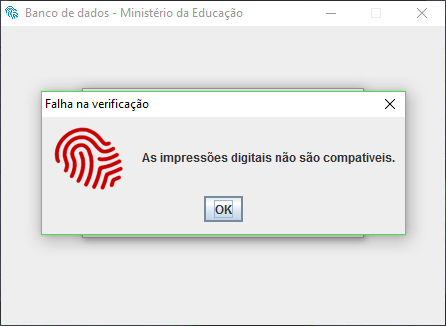 Banco de dados - Ministério da Educação
Falha na verificação
As impressões digitais não são compativeis.
OK